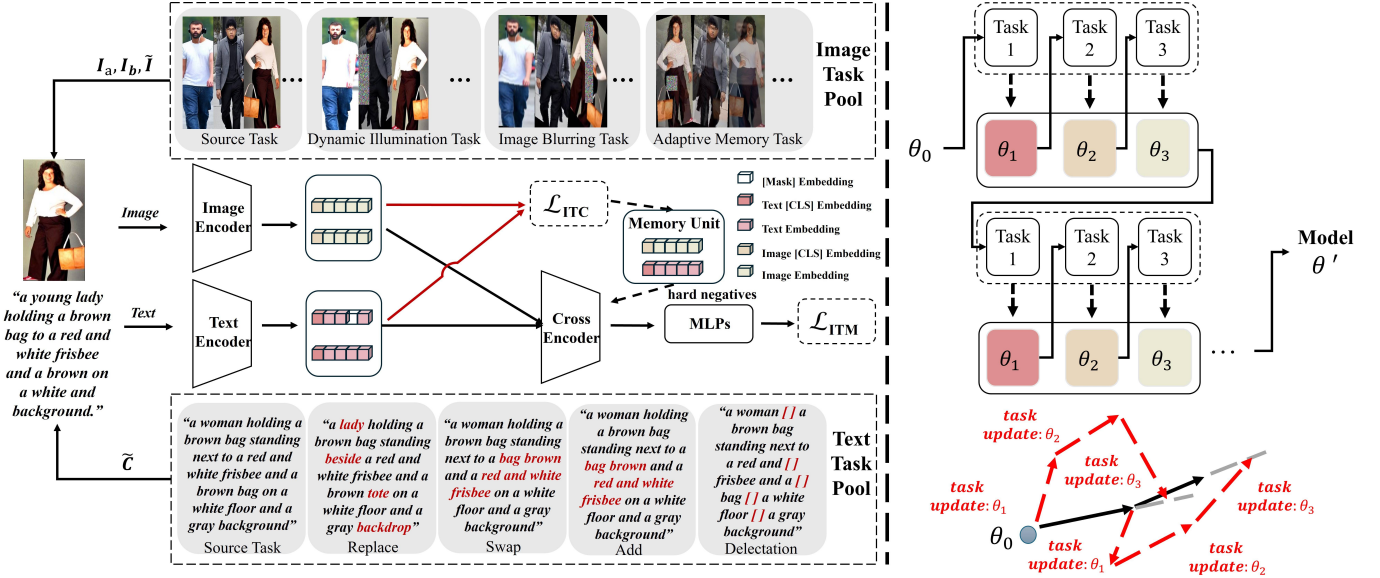 I_a, I_b, Ĩ
Source Task
Dynamic Illumination Task
Image Blurring Task
Adaptive Memory Task
Image
Task
Pool
Image
Image
Encoder
ℒ_ITC
Memory Unit
[Mask] Embedding
Text [CLS] Embedding
Text Embedding
Image [CLS] Embedding
Image Embedding
"a young lady
holding a brown
bag to a red and
white frisbee
and a brown on
a white and
background."
Text
Text
Encoder
Cross
Encoder
hard negatives
MLPs
ℒ_ITM
C̃
"a woman holding a
brown bag standing
next to a red and
white frisbee and a
brown bag on a
white floor and a
gray background"
Source Task
"a lady holding a
brown bag standing
beside a red and
white frisbee and a
brown tote on a
white floor and a
gray backdrop"
Replace
"a woman holding a
brown bag standing
next to a bag brown
and a red and white
frisbee on a white
floor and a gray
background"
Swap
"a woman holding
a brown bag
standing next to a
bag brown and a
red and white
frisbee on a white
floor and a gray
background"
Add
"a woman [ ] a
brown bag
standing next to
a red and [ ]
frisbee and a [ ]
bag [ ] a white
floor [ ] a gray
background"
Delectation
Text
Task
Pool
Task
1
Task
2
Task
3
θ0
θ1
θ2
θ3
Task
1
Task
2
Task
3
θ1
θ2
θ3
...
Model
θ ′
task
update: θ2
task
update: θ3
task
update: θ1
task
update: θ3
θ0
task
update: θ1
task
update: θ2